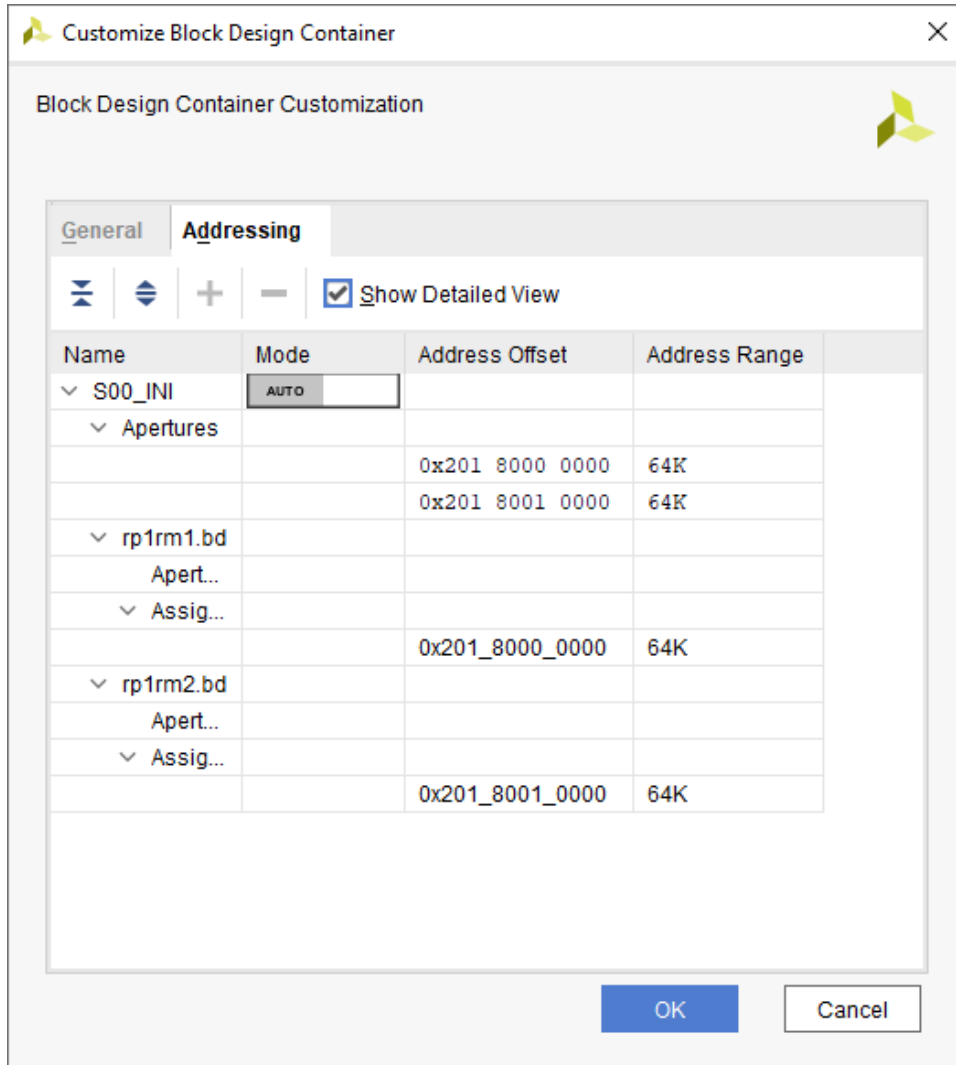 Customize Block Design Container
Block Design Container Customization
General Addressing
Show Detailed View
Name Mode Address Offset Address Range
S00_INI AUTO
Apertures
0x201 8000 0000 64K
0x201 8001 0000 64K
rp1rm1.bd
Apert...
Assig...
0x201_8000_0000 64K
rp1rm2.bd
Apert...
Assig...
0x201_8001_0000 64K
OK Cancel